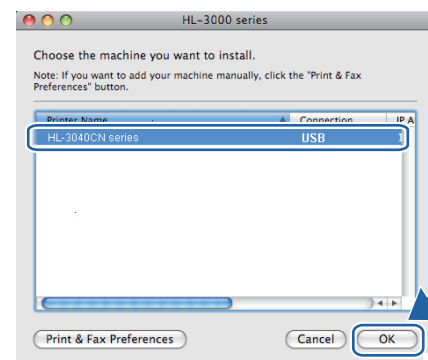 HL-3000 series
Choose the machine you want to install.
Note: If you want to add your machine manually, click the "Print & Fax
Preferences" button.
Printer Name Connection IP A
HL-3040CN series USB 1
Print & Fax Preferences Cancel OK